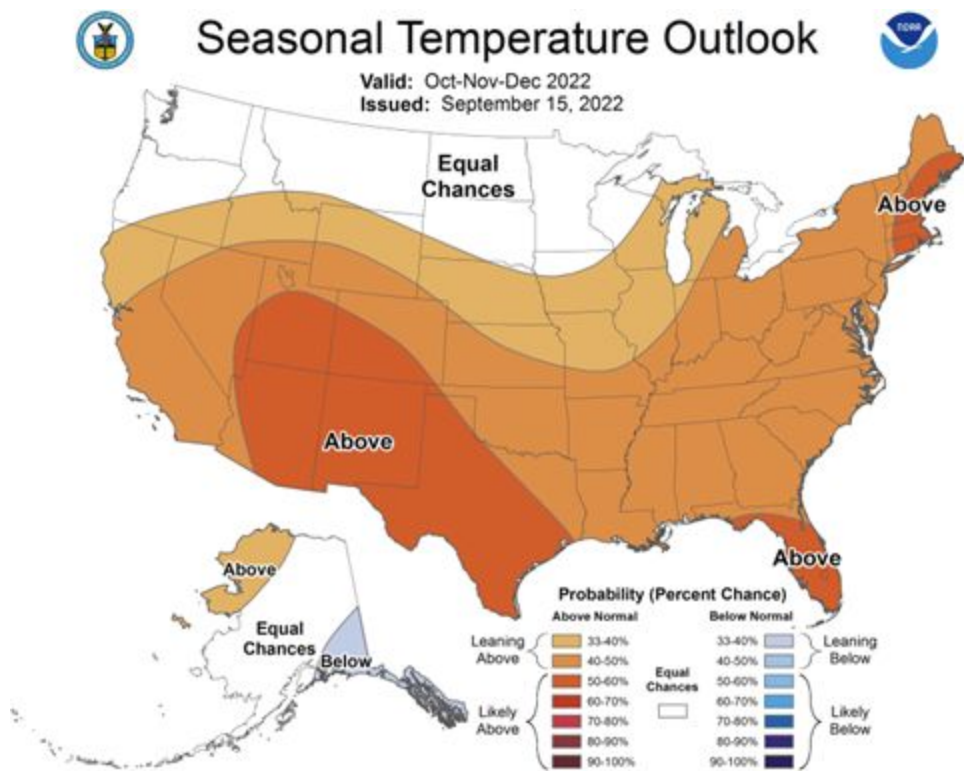 Seasonal Temperature Outlook
NOAA
Valid: Oct-Nov-Dec 2022
Issued: September 15, 2022
Equal
Chances
Above
Above
Above
Above
Equal
Chances
Below
Probability (Percent Chance)
Above Normal
Below Normal
Leaning
Above
33-40%
40-50%
Likely
Above
50-60%
60-70%
70-80%
80-90%
90-100%
Equal
Chances
33-40%
40-50%
Leaning
Below
50-60%
60-70%
70-80%
80-90%
90-100%
Likely
Below